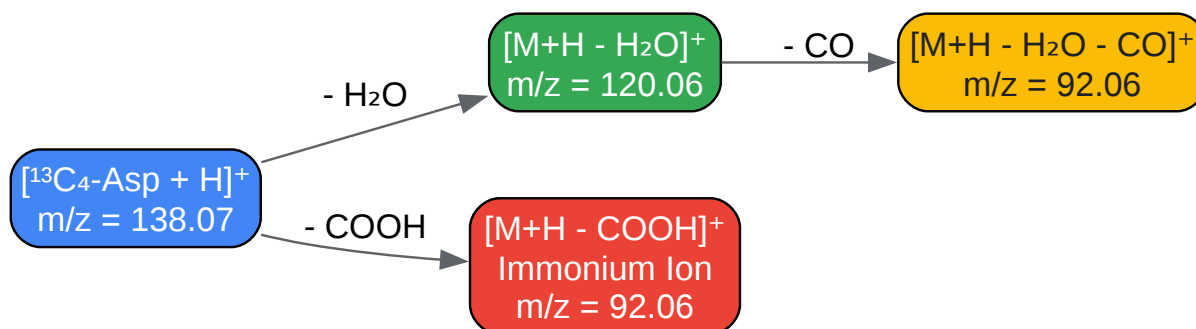 [M+H - H₂O]⁺
m/z = 120.06
- CO
[M+H - H₂O - CO]⁺
m/z = 92.06
- H₂O
[¹³C₄-Asp + H]⁺
m/z = 138.07
- COOH
[M+H - COOH]⁺
Immonium Ion
m/z = 92.06